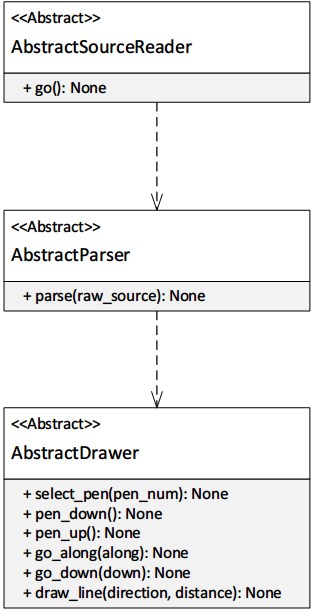 <<Abstract>>
AbstractSourceReader
+ go(): None
<<Abstract>>
AbstractParser
+ parse(raw_source): None
<<Abstract>>
AbstractDrawer
+ select_pen(pen_num): None
+ pen_down(): None
+ pen_up(): None
+ go_along(along): None
+ go_down(down): None
+ draw_line(direction, distance): None